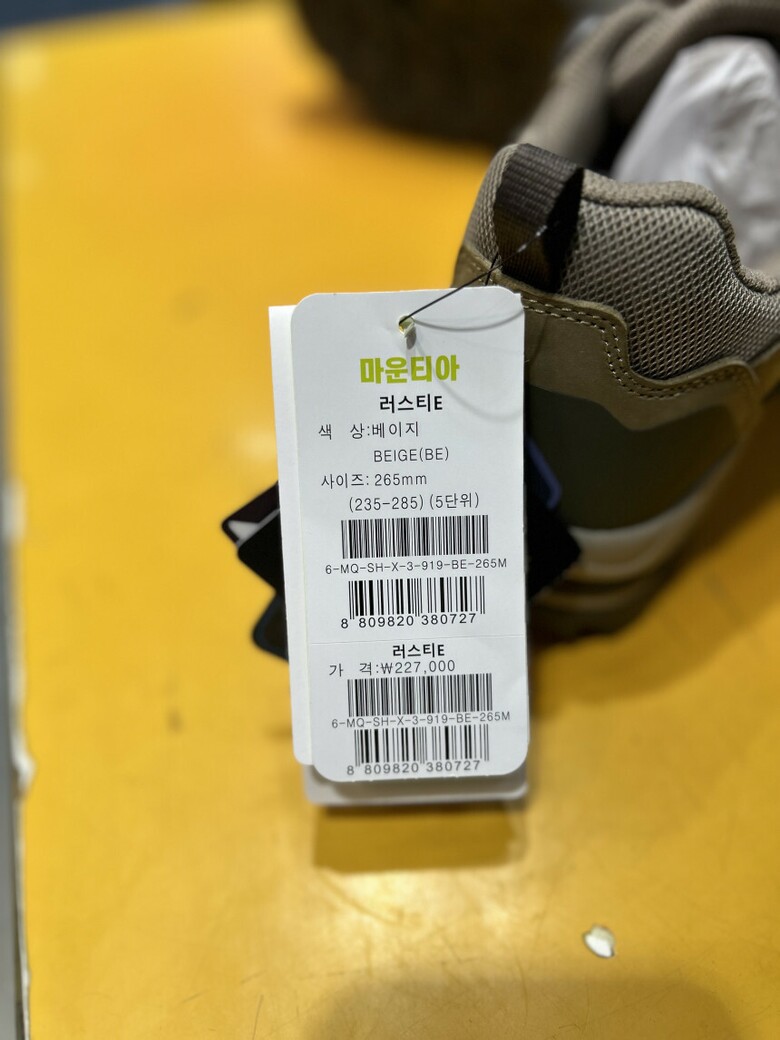 마운티아
러스티E
색 상:베이지
BEIGE(BE)
사이즈: 265mm
(235-285) (5단위)
6-MQ-SH-X-3-919-BE-265M
8 809820 380727
러스티E
가 격:₩227,000
6-MQ-SH-X-3-919-BE-265M
8 809820 380727